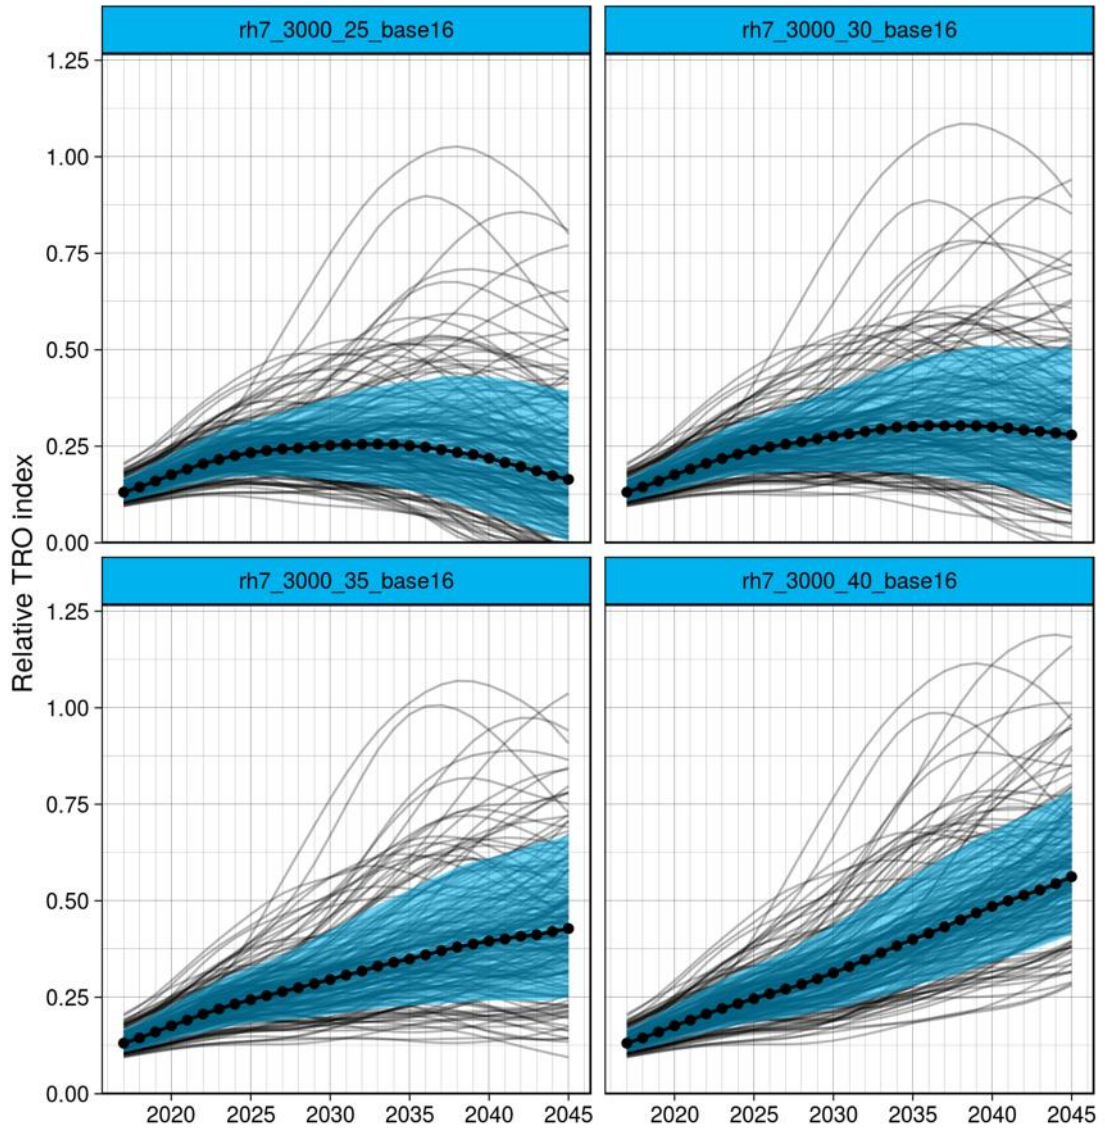 rh7_3000_25_base16
rh7_3000_30_base16
1.25
1.00
0.75
0.50
0.25
0.00
Relative TRO index
rh7_3000_35_base16
rh7_3000_40_base16
1.25
1.00
0.75
0.50
0.25
0.00
2020 2025 2030 2035 2040 2045
2020 2025 2030 2035 2040 2045